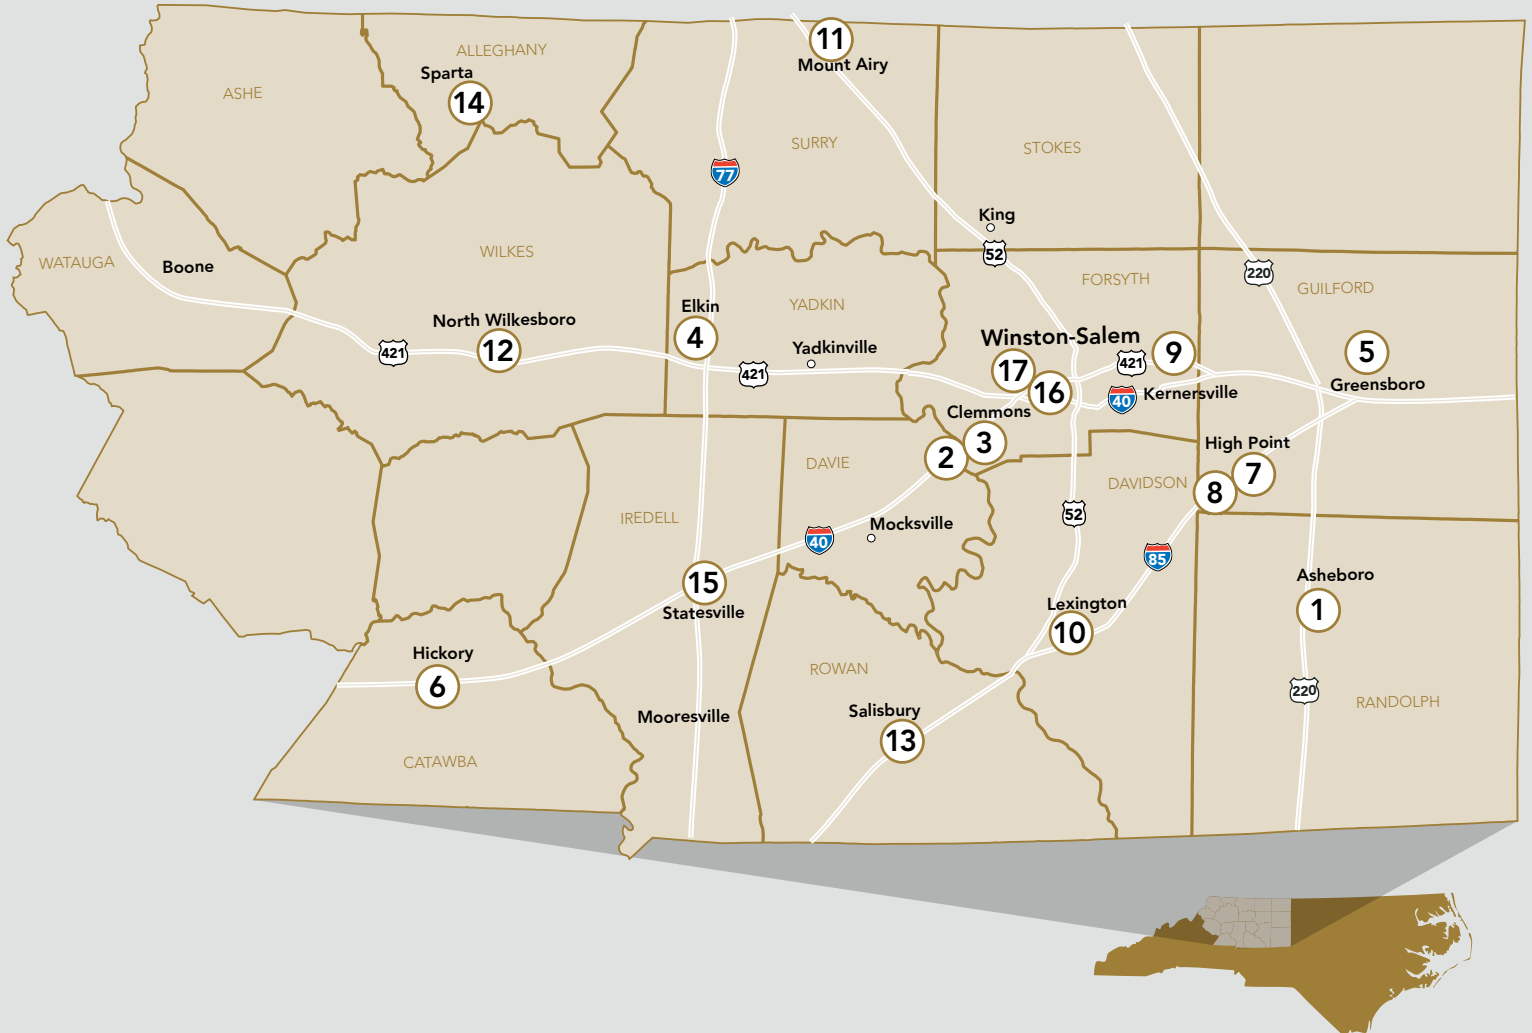 11
Mount Airy
ALLEGHANY
Sparta
14
ASHE
SURRY
STOKES
77
King
52
WILKES
WATAUGA
Boone
FORSYTH
220
GUILFORD
YADKIN
Elkin
4
North Wilkesboro
12
421
Yadkinville
421
Winston-Salem
17
16
421
9
5
Greensboro
40
Kernersville
Clemmons
3
2
High Point
7
8
DAVIE
DAVIDSON
IREDELL
Mocksville
40
52
85
15
Statesville
Asheboro
1
Lexington
10
Hickory
6
ROWAN
220
RANDOLPH
Mooresville
Salisbury
13
CATAWBA